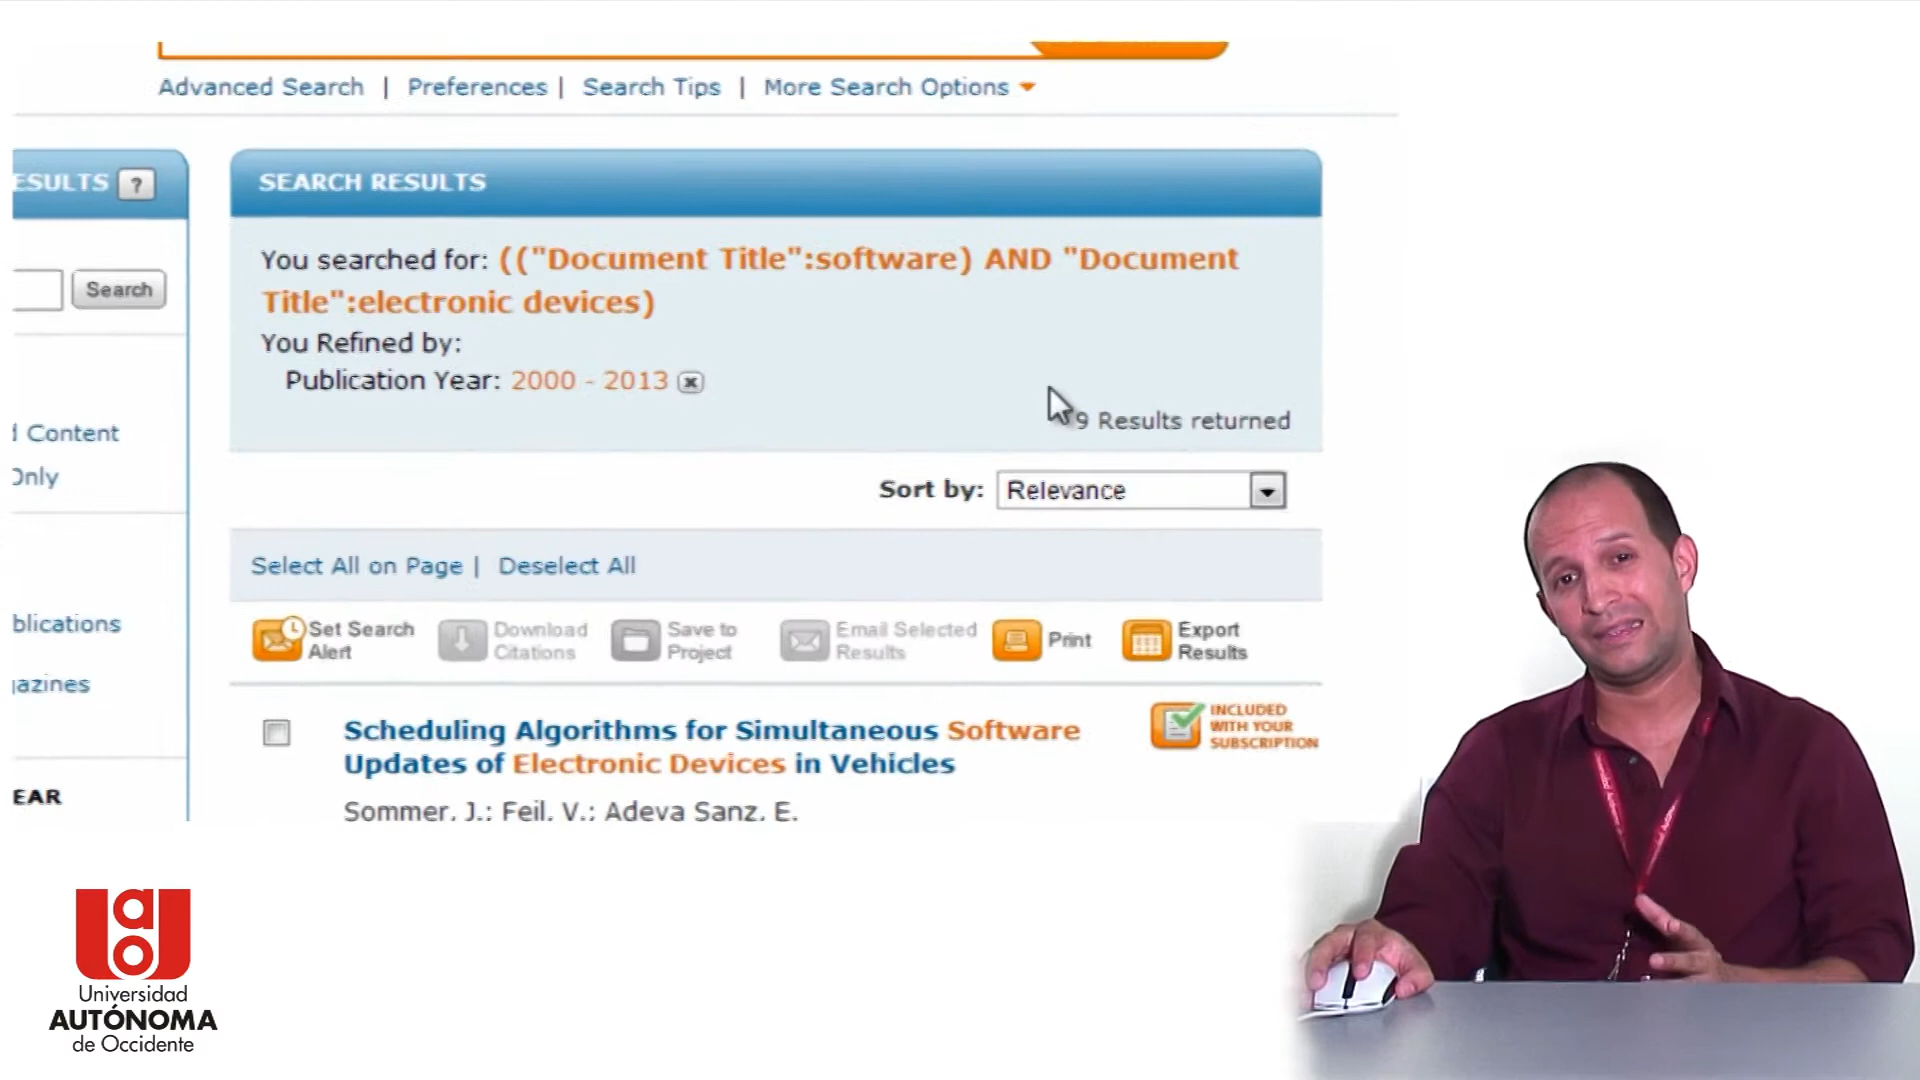 Advanced Search | Preferences | Search Tips | More Search Options
ESULTS ?
SEARCH RESULTS
You searched for: (("Document Title":software) AND "Document
Title":electronic devices)
Search
You Refined by:
Publication Year: 2000 - 2013
9 Results returned
Content
Only
Sort by: Relevance
Select All on Page | Deselect All
blications
Set Search
Alert
Download
Citations
Save to
Project
Email Selected
Results
Print
Export
Results
azines
Scheduling Algorithms for Simultaneous Software
Updates of Electronic Devices in Vehicles
INCLUDED
WITH YOUR
SUBSCRIPTION
EAR
Sommer, J.; Feil, V.; Adeva Sanz, E.
Universidad
AUTÓNOMA
de Occidente